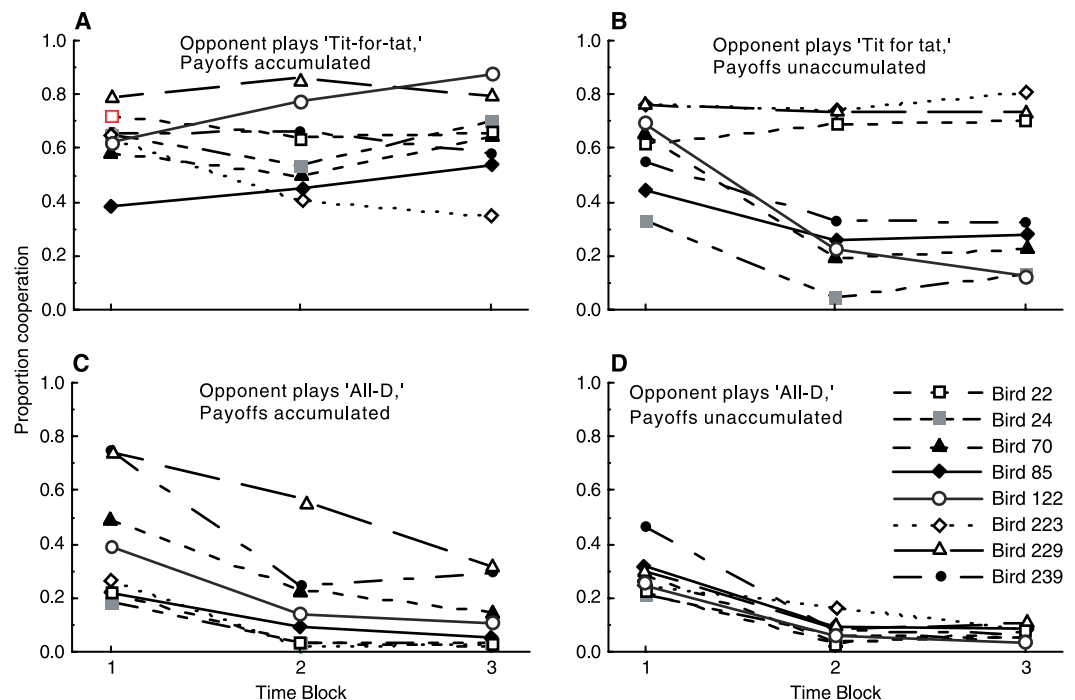 A
Opponent plays 'Tit-for-tat,'
Payoffs accumulated
1.0
0.8
0.6
0.4
0.2
0.0
B
Opponent plays 'Tit for tat,'
Payoffs unaccumulated
1.0
0.8
0.6
0.4
0.2
0.0
Proportion cooperation
C
Opponent plays 'All-D,'
Payoffs accumulated
1.0
0.8
0.6
0.4
0.2
0.0
1
2
3
Time Block
D
Opponent plays 'All-D,'
Payoffs unaccumulated
1.0
0.8
0.6
0.4
0.2
0.0
1
2
3
Time Block
Bird 22
Bird 24
Bird 70
Bird 85
Bird 122
Bird 223
Bird 229
Bird 239